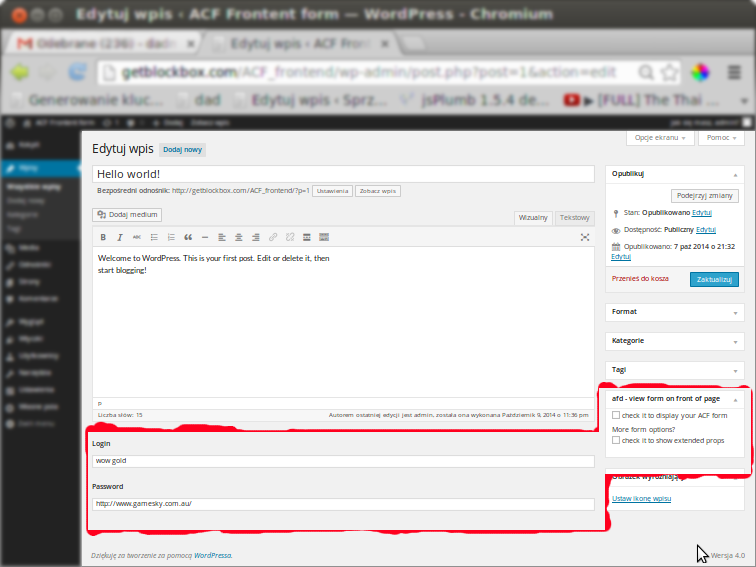 Edytuj wpis ‹ ACF Frontent form — WordPress - Chromium
Odebrane (236) - dad
Edytuj wpis ‹ ACF Front
getblockbox.com/ACF_frontend/wp-admin/post.php?post=1&action=edit
Generowanie kluc... dad Edytuj wpis ‹ Sprz... jsPlumb 1.5.4 de... ▶ [FULL] The Thai ...
ACF Frontent form Dodaj Zobacz wpis
Opcje ekranu Pomoc
Edytuj wpis Dodaj nowy
Hello world!
Bezpośredni odnośnik: http://getblockbox.com/ACF_frontend/?p=1 Ustawienia Zobacz wpis
Dodaj medium
Wizualny Tekstowy
B I ABC
Welcome to WordPress. This is your first post. Edit or delete it, then
start blogging!
P
Liczba słów: 15 Autorem ostatniej edycji jest admin, została ona wykonana Październik 9, 2014 o 11:36 pm
Login
wow gold
Password
http://www.gamesky.com.au/
Opublikuj
Podejrzyj zmiany
Stan: Opublikowano Edytuj
Dostępność: Publiczny Edytuj
Opublikowano: 7 paź 2014 o 21:32
Edytuj
Przenieś do kosza Zaktualizuj
Format
Kategorie
Tagi
afd - view form on front of page
check it to display your ACF form
More form options?
check it to show extended props
Obrazek wyróżniający
Ustaw ikonę wpisu
Dziękuję za tworzenie za pomocą WordPressa.
Wersja 4.0